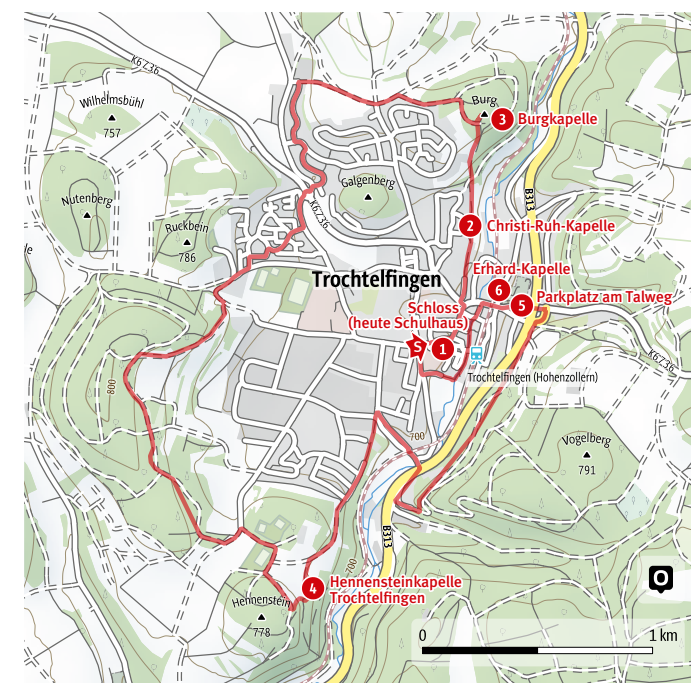 K6736
Wilhelmsbühl
757
Burg
3
Burgkapelle
Galgenberg
Nutenberg
B313
K6736
Ruckbein
786
2
Christi-Ruh-Kapelle
Erhard-Kapelle
6
Trochtelfingen
5
Parkplatz am Talweg
Schloss
(heute Schulhaus)
S
1
K6736
Trochtelfingen (Hohenzollern)
800
700
Vogelberg
791
B313
700
4
Hennensteinkapelle
Trochtelfingen
Hennenstein
778
0
1 km